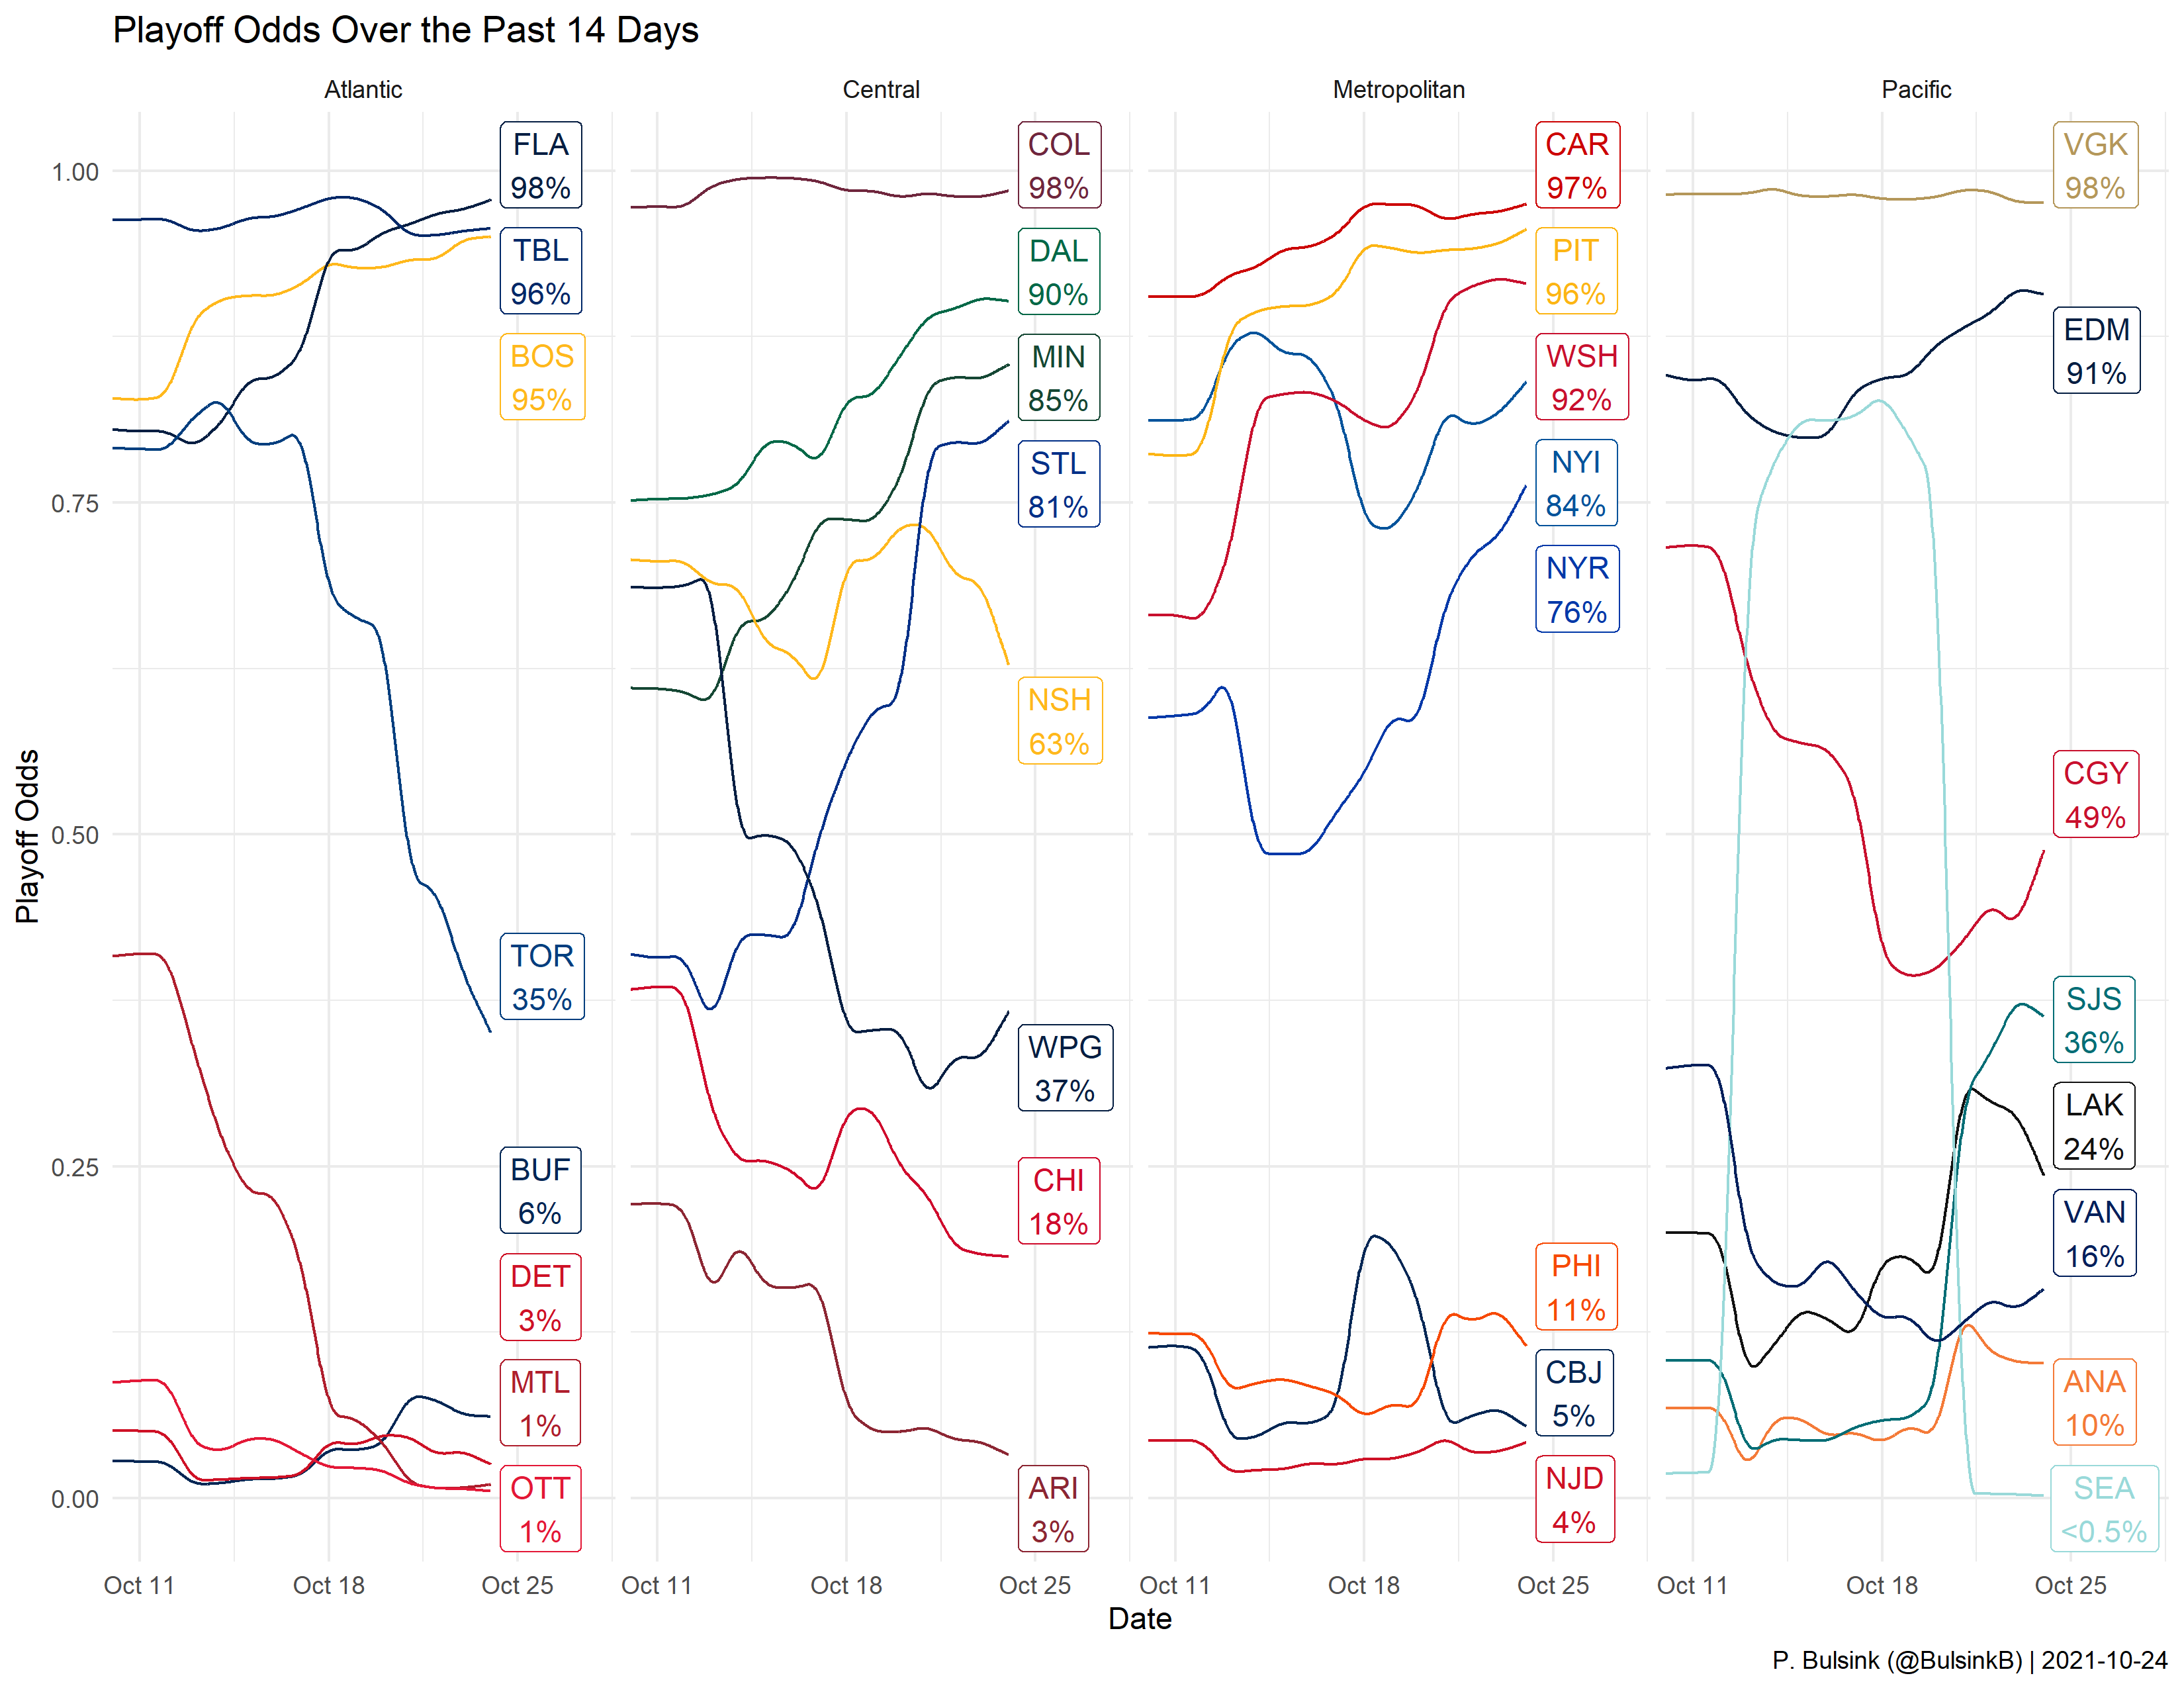 Playoff Odds Over the Past 14 Days
Atlantic
Central
Metropolitan
Pacific
Playoff Odds
1.00
0.75
0.50
0.25
0.00
FLA
98%
TBL
96%
BOS
95%
TOR
35%
BUF
6%
DET
3%
MTL
1%
OTT
1%
COL
98%
DAL
90%
MIN
85%
STL
81%
NSH
63%
WPG
37%
CHI
18%
ARI
3%
CAR
97%
PIT
96%
WSH
92%
NYI
84%
NYR
76%
PHI
11%
CBJ
5%
NJD
4%
VGK
98%
EDM
91%
CGY
49%
SJS
36%
LAK
24%
VAN
16%
ANA
10%
SEA
<0.5%
Oct 11 Oct 18 Oct 25 Oct 11 Oct 18 Oct 25 Oct 11 Oct 18 Oct 25 Oct 11 Oct 18 Oct 25
Date
P. Bulsink (@BulsinkB) | 2021-10-24